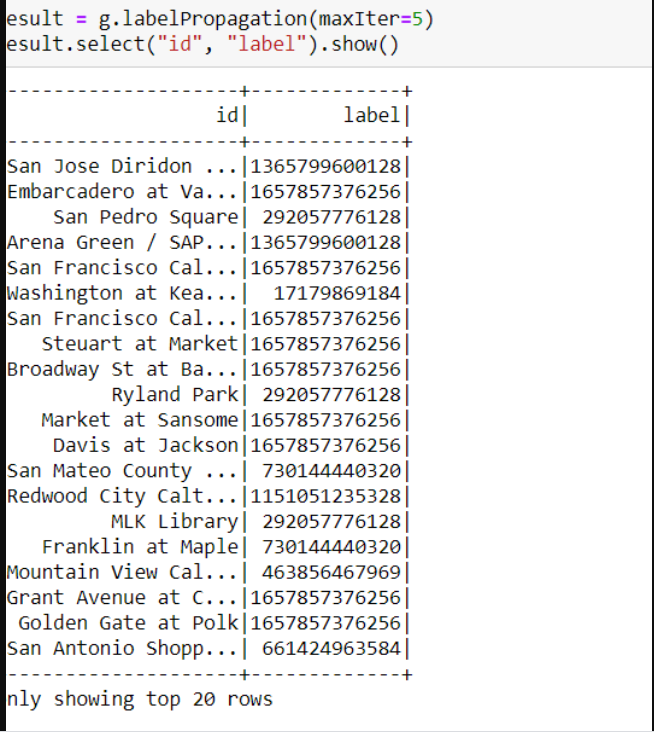 esult = g.labelPropagation(maxIter=5)
esult.select("id", "label").show()
--------------------+-------------+
                  id|        label|
--------------------+-------------+
San Jose Diridon ...|1365799600128|
Embarcadero at Va...|1657857376256|
    San Pedro Square| 292057776128|
Arena Green / SAP...|1365799600128|
San Francisco Cal...|1657857376256|
Washington at Kea...|  17179869184|
San Francisco Cal...|1657857376256|
   Steuart at Market|1657857376256|
Broadway St at Ba...|1657857376256|
         Ryland Park| 292057776128|
   Market at Sansome|1657857376256|
    Davis at Jackson|1657857376256|
San Mateo County ...| 730144440320|
Redwood City Calt...|1151051235328|
         MLK Library| 292057776128|
   Franklin at Maple| 730144440320|
Mountain View Cal...| 463856467969|
Grant Avenue at C...|1657857376256|
 Golden Gate at Polk|1657857376256|
San Antonio Shopp...| 661424963584|
--------------------+-------------+
nly showing top 20 rows